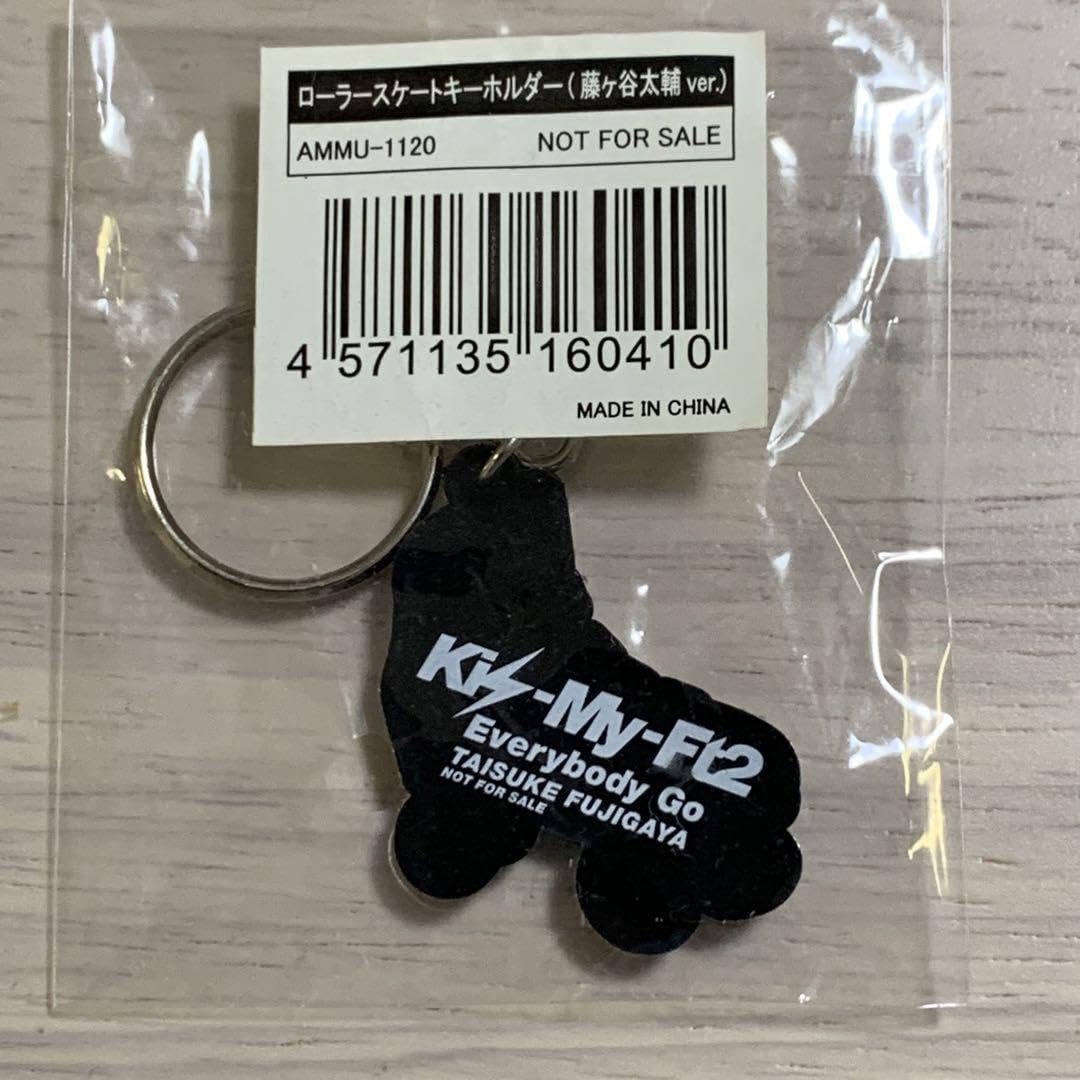 ローラースケートキーホルダー(藤ヶ谷太輔 ver.)
AMMU-1120 NOT FOR SALE
4 571135 160410
MADE IN CHINA
Kis-My-Ft2
Everybody Go
TAISUKE FUJIGAYA
NOT FOR SALE